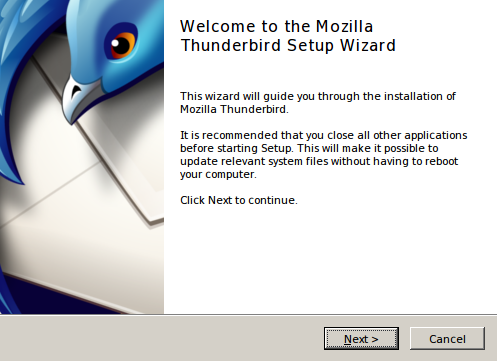 Welcome to the Mozilla
Thunderbird Setup Wizard
This wizard will guide you through the installation of
Mozilla Thunderbird.
It is recommended that you close all other applications
before starting Setup. This will make it possible to
update relevant system files without having to reboot
your computer.
Click Next to continue.
Next >
Cancel